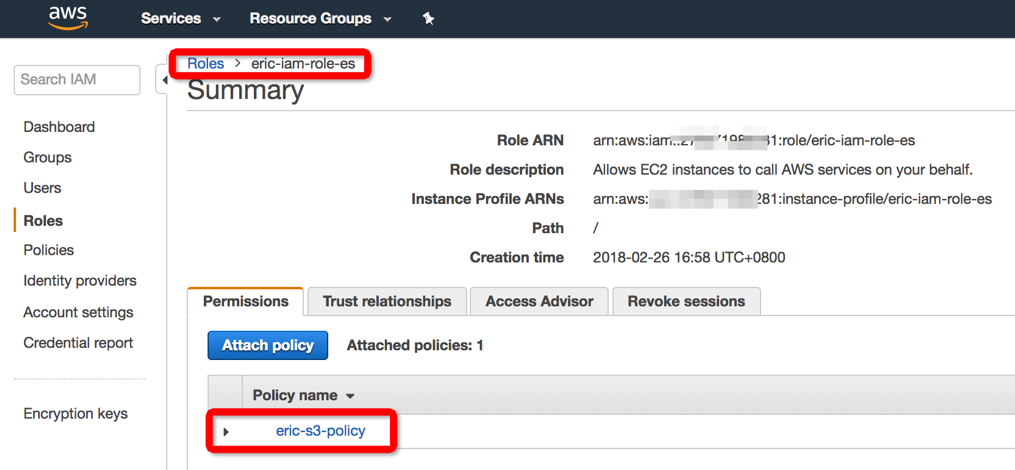 aws Services Resource Groups
Roles > eric-iam-role-es
Search IAM
Summary
Dashboard
Groups
Users
Roles
Policies
Identity providers
Account settings
Credential report
Encryption keys
Role ARN arn:aws:iam::27 81:role/eric-iam-role-es
Role description Allows EC2 instances to call AWS services on your behalf.
Instance Profile ARNs arn:aws: 281:instance-profile/eric-iam-role-es
Path /
Creation time 2018-02-26 16:58 UTC+0800
Permissions Trust relationships Access Advisor Revoke sessions
Attach policy Attached policies: 1
Policy name
eric-s3-policy